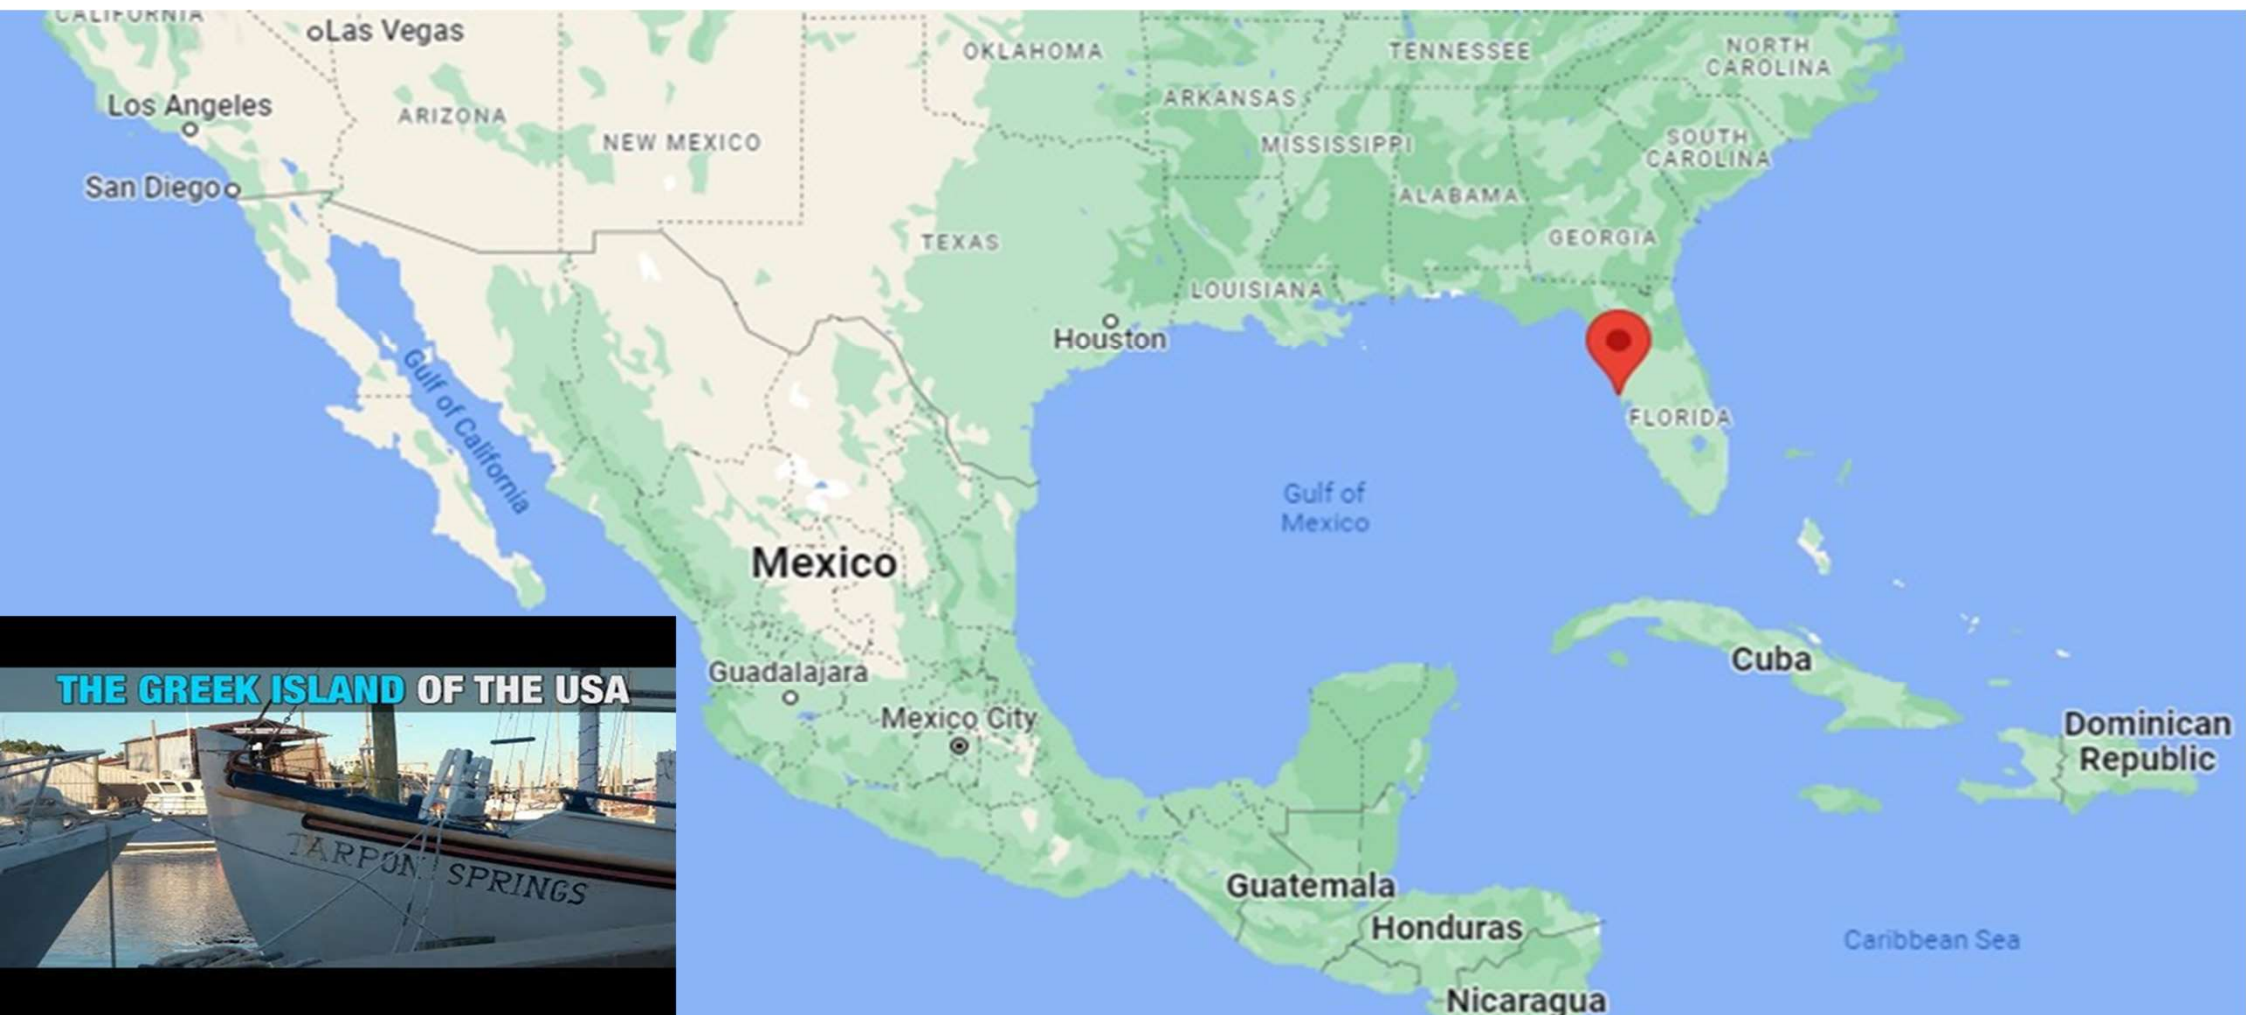 CALIFORNIA
Las Vegas
OKLAHOMA
TENNESSEE
NORTH
CAROLINA
Los Angeles
ARIZONA
ARKANSAS
NEW MEXICO
MISSISSIPPI
SOUTH
CAROLINA
San Diego
ALABAMA
TEXAS
GEORGIA
LOUISIANA
Houston
Gulf of California
FLORIDA
Gulf of
Mexico
Mexico
Guadalajara
Cuba
Mexico City
Dominican
Republic
Guatemala
Honduras
Caribbean Sea
Nicaragua
THE GREEK ISLAND OF THE USA
TARPON SPRINGS